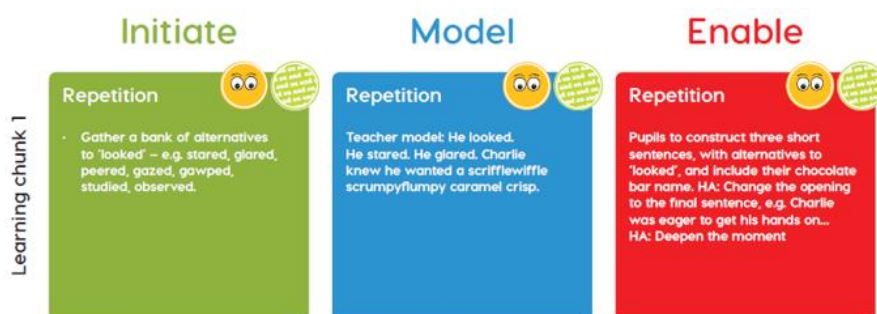 Initiate
Model
Enable
Learning chunk 1
Repetition
• Gather a bank of alternatives
to ‘looked’ – e.g. stared, glared,
peered, gazed, gawped,
studied, observed.
Repetition
Teacher model: He looked.
He stared. He glared. Charlie
knew he wanted a scrifflewiffle
scrumpyflumpy caramel crisp.
Repetition
Pupils to construct three short
sentences, with alternatives to
‘looked’, and include their chocolate
bar name. HA: Change the opening
to the final sentence, e.g. Charlie
was eager to get his hands on...
HA: Deepen the moment